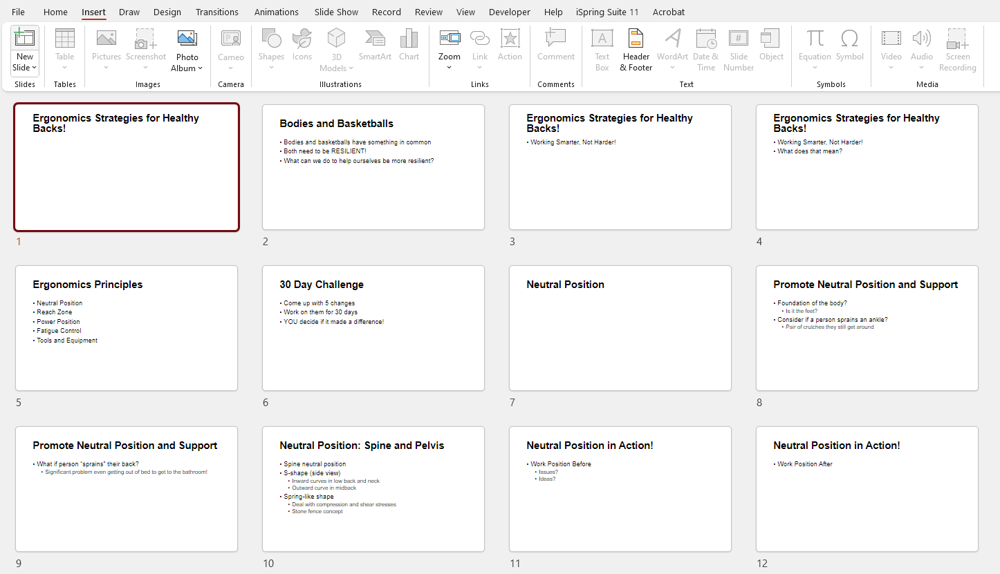 File Home Insert Draw Design Transitions Animations Slide Show Record Review View Developer Help iSpring Suite 11 Acrobat
New Slide
Table
Pictures
Screenshot
Photo Album
Cameo
Shapes
Icons
3D Models
SmartArt
Chart
Zoom
Link
Action
Comment
A
Text Box
Header & Footer
A
WordArt
Date & Time
#
Slide Number
Object
π
Equation
Ω
Symbol
Video
Audio
Screen Recording
Slides Tables Images Camera Illustrations Links Comments Text Symbols Media
Ergonomics Strategies for Healthy
Backs!
1
Bodies and Basketballs
• Bodies and basketballs have something in common
• Both need to be RESILIENT!
• What can we do to help ourselves be more resilient?
2
Ergonomics Strategies for Healthy
Backs!
• Working Smarter, Not Harder!
3
Ergonomics Strategies for Healthy
Backs!
• Working Smarter, Not Harder!
• What does that mean?
4
Ergonomics Principles
• Neutral Position
• Reach Zone
• Power Position
• Fatigue Control
• Tools and Equipment
5
30 Day Challenge
• Come up with 5 changes
• Work on them for 30 days
• YOU decide if it made a difference!
6
Neutral Position
7
Promote Neutral Position and Support
• Foundation of the body?
• Is it the feet?
• Consider if a person sprains an ankle?
• Pair of crutches they still get around
8
Promote Neutral Position and Support
• What if person “sprains” their back?
• Significant problem even getting out of bed to get to the bathroom!
9
Neutral Position: Spine and Pelvis
• Spine neutral position
• S-shape (side view)
• Inward curves in low back and neck
• Outward curve in midback
• Spring-like shape
• Deal with compression and shear stresses
• Stone fence concept
10
Neutral Position in Action!
• Work Position Before
• Issues?
• Ideas?
11
Neutral Position in Action!
• Work Position After
12